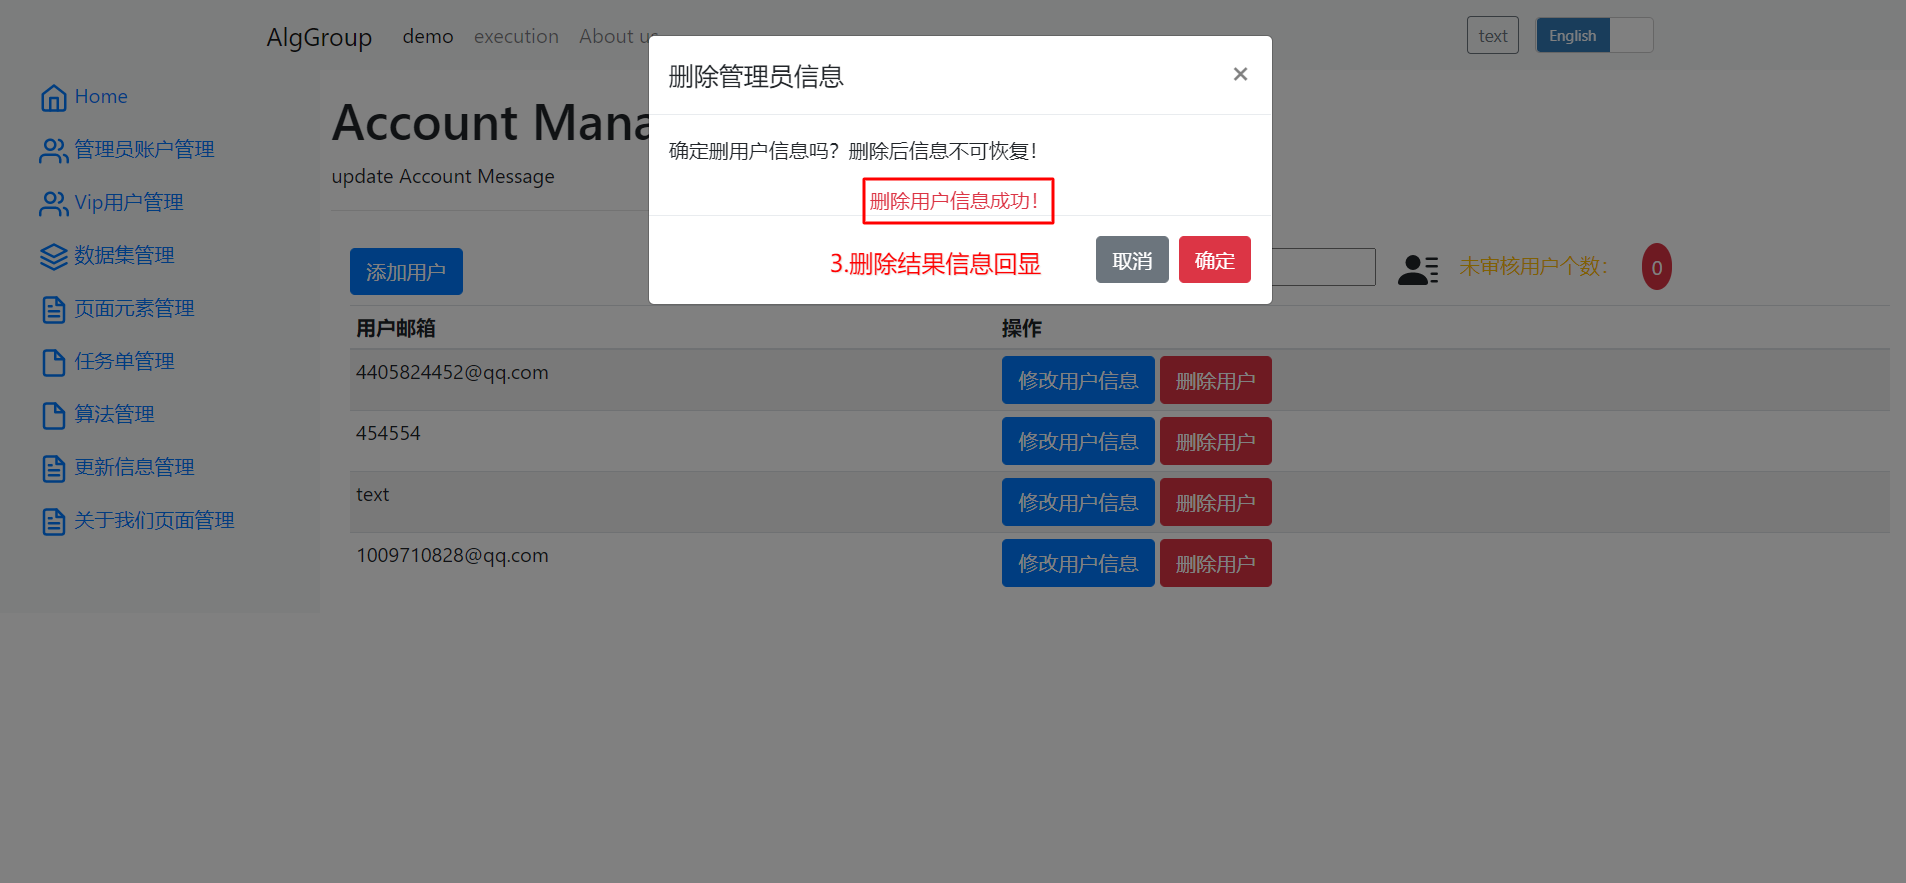 AlgGroup demo execution About us
text English
Home
管理员账户管理
Vip用户管理
数据集管理
页面元素管理
任务单管理
算法管理
更新信息管理
关于我们页面管理
Account Mana
update Account Message
删除管理员信息 ×
确定删用户信息吗？删除后信息不可恢复！
删除用户信息成功！
3.删除结果信息回显
取消 确定
添加用户
未审核用户个数： 0
用户邮箱 操作
4405824452@qq.com 修改用户信息 删除用户
454554 修改用户信息 删除用户
text 修改用户信息 删除用户
1009710828@qq.com 修改用户信息 删除用户